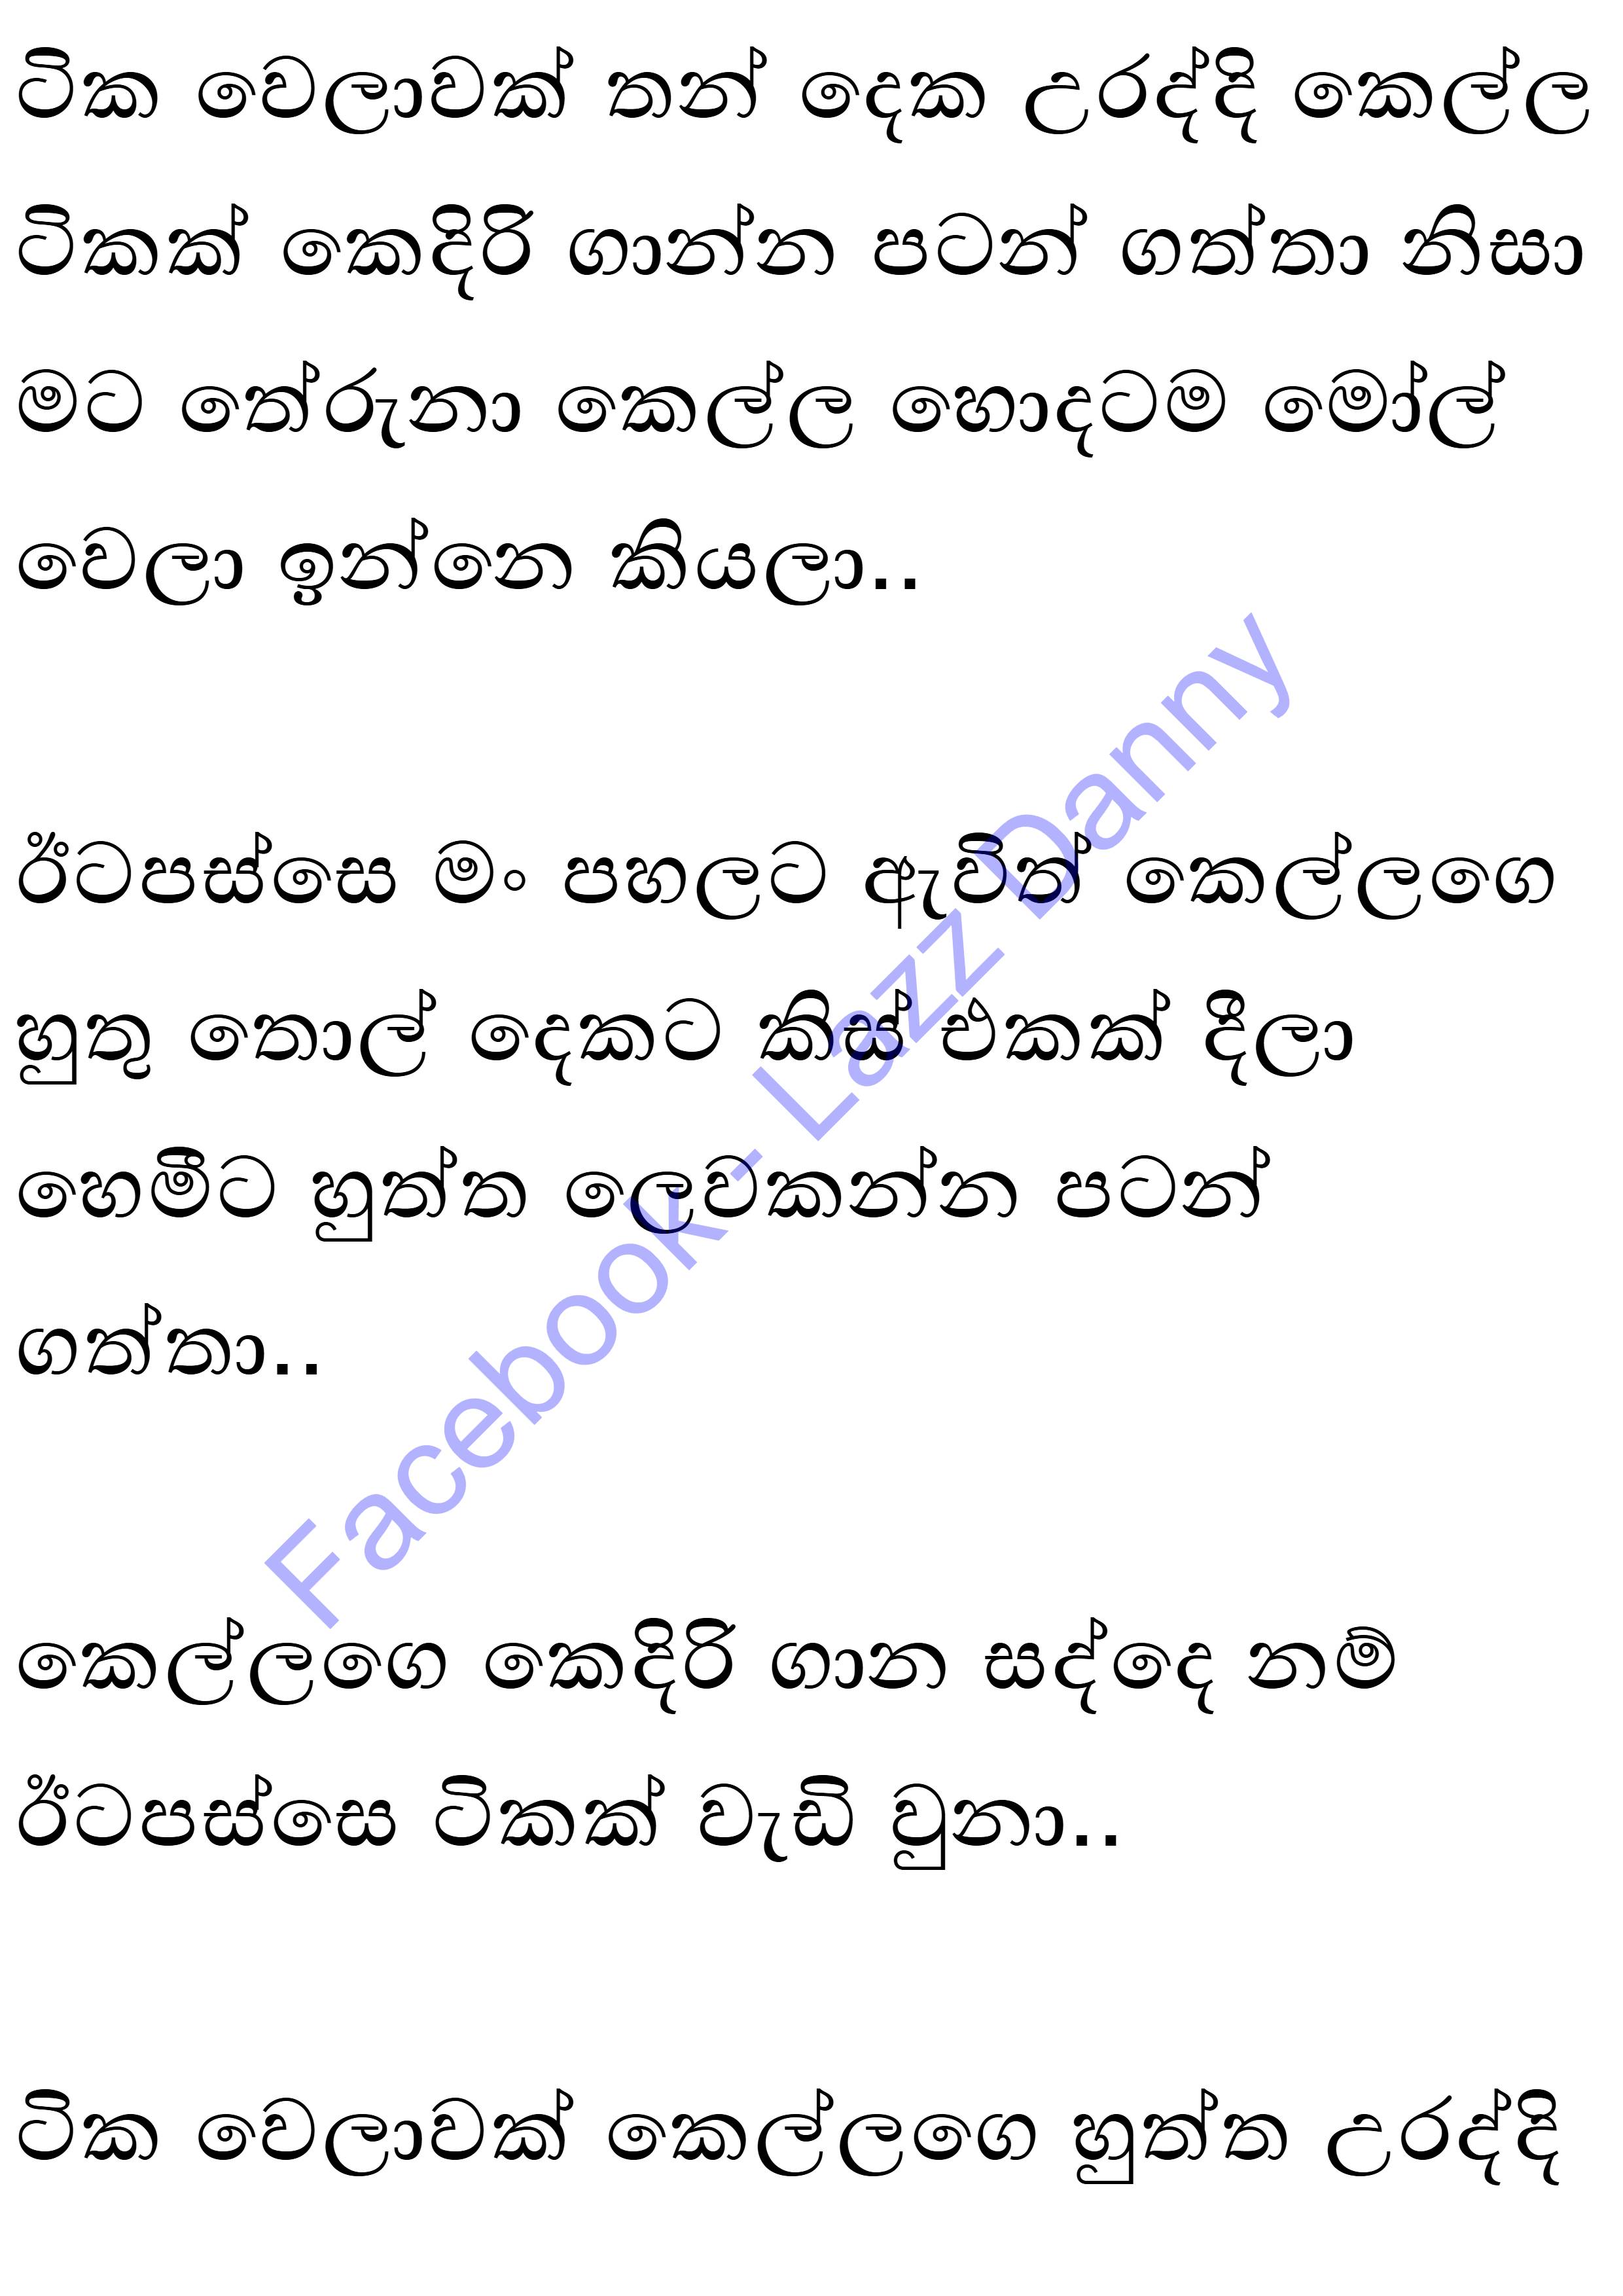 ටික වෙලාවක් තන් දෙක උරද්දි කෙල්ල
ටිකක් කෙදිරි ගාන්න පටන් ගත්තා නිසා
මට තේරුනා කෙල්ල හොදටම මෝල්
වෙලා ඉන්නෙ කියලා..
ඊටපස්සෙ මං පහලට ඇවිත් කෙල්ලගෙ
හුතු තොල් දෙකට කිස් එකක් දීලා
හෙමීට හුත්ත ලෙවකන්න පටන්
ගත්තා..
කෙල්ලගෙ කෙදිරි ගාන සද්දෙ නම්
ඊටපස්සෙ ටිකක් වැඩි වුනා..
ටික වෙලාවක් කෙල්ලගෙ හුත්ත උරද්දි
Facebook - Lazz Danny